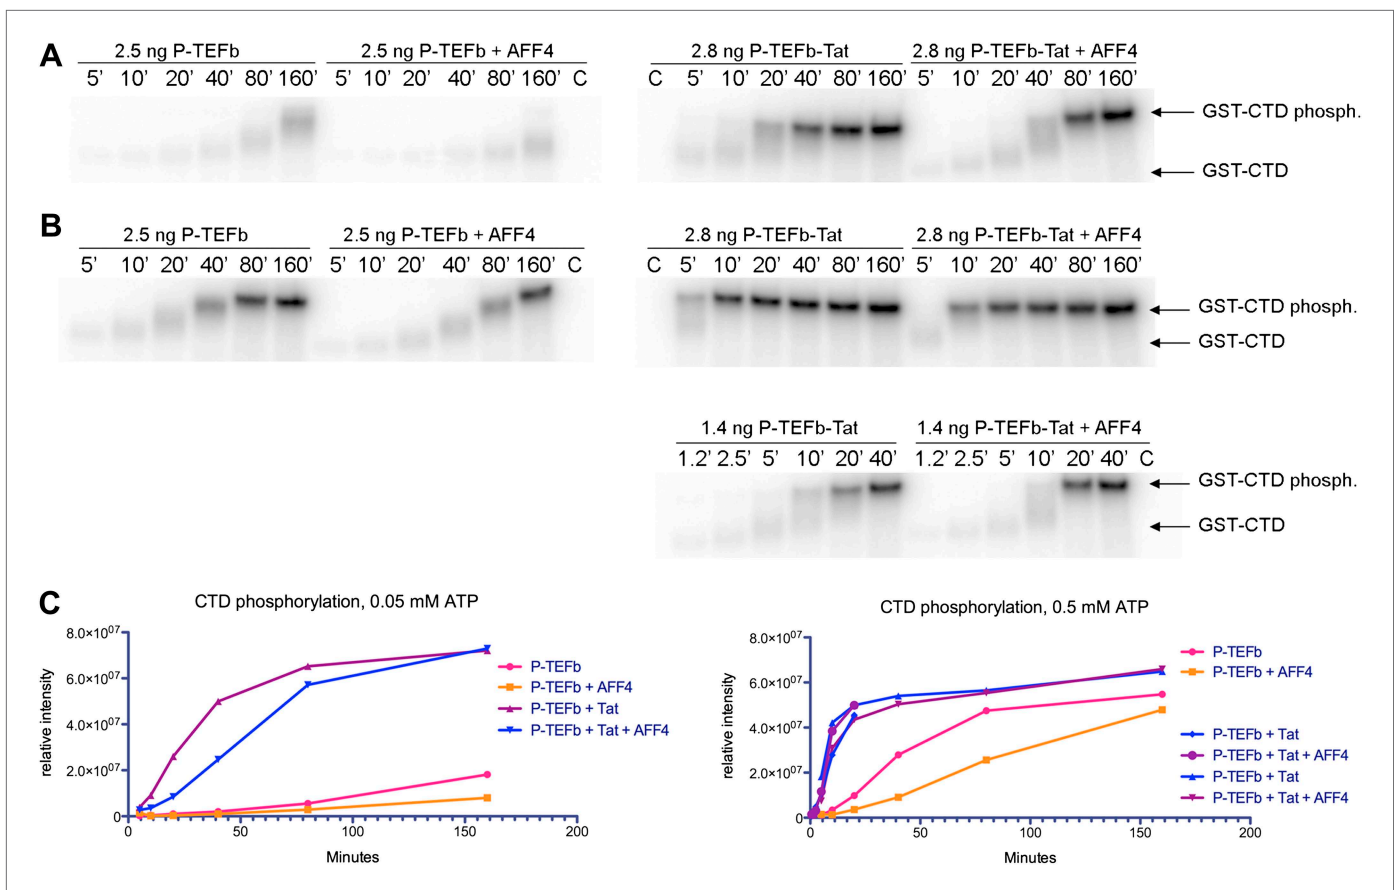 A
2.5 ng P-TEFb 2.5 ng P-TEFb + AFF4 2.8 ng P-TEFb-Tat 2.8 ng P-TEFb-Tat + AFF4
5’ 10’ 20’ 40’ 80’ 160’ 5’ 10’ 20’ 40’ 80’ 160’ C C 5’ 10’ 20’ 40’ 80’ 160’ 5’ 10’ 20’ 40’ 80’ 160’
GST-CTD phosph.
GST-CTD
B
2.5 ng P-TEFb 2.5 ng P-TEFb + AFF4 2.8 ng P-TEFb-Tat 2.8 ng P-TEFb-Tat + AFF4
5’ 10’ 20’ 40’ 80’ 160’ 5’ 10’ 20’ 40’ 80’ 160’ C C 5’ 10’ 20’ 40’ 80’ 160’ 5’ 10’ 20’ 40’ 80’ 160’
GST-CTD phosph.
GST-CTD
1.4 ng P-TEFb-Tat 1.4 ng P-TEFb-Tat + AFF4
1.2’ 2.5’ 5’ 10’ 20’ 40’ 1.2’ 2.5’ 5’ 10’ 20’ 40’ C
GST-CTD phosph.
GST-CTD
C
CTD phosphorylation, 0.05 mM ATP
relative intensity
8.0×10⁰⁷
6.0×10⁰⁷
4.0×10⁰⁷
2.0×10⁰⁷
0
0 50 100 150 200
Minutes
P-TEFb
P-TEFb + AFF4
P-TEFb + Tat
P-TEFb + Tat + AFF4
CTD phosphorylation, 0.5 mM ATP
relative intensity
8.0×10⁰⁷
6.0×10⁰⁷
4.0×10⁰⁷
2.0×10⁰⁷
0
0 50 100 150 200
Minutes
P-TEFb
P-TEFb + AFF4
P-TEFb + Tat
P-TEFb + Tat + AFF4
P-TEFb + Tat
P-TEFb + Tat + AFF4